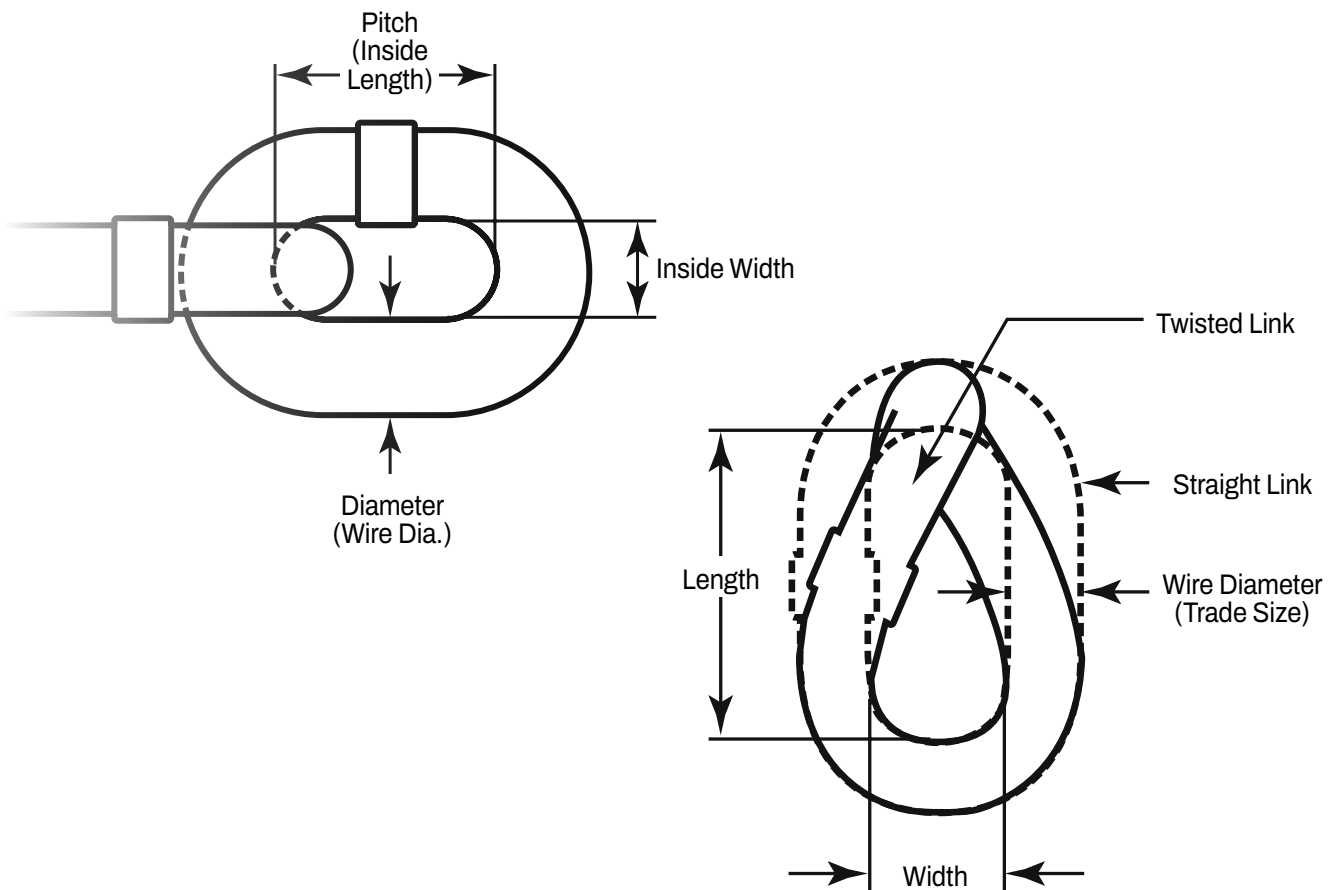 Pitch
(Inside
Length)
Inside Width
Diameter
(Wire Dia.)
Twisted Link
Straight Link
Length
Wire Diameter
(Trade Size)
Width